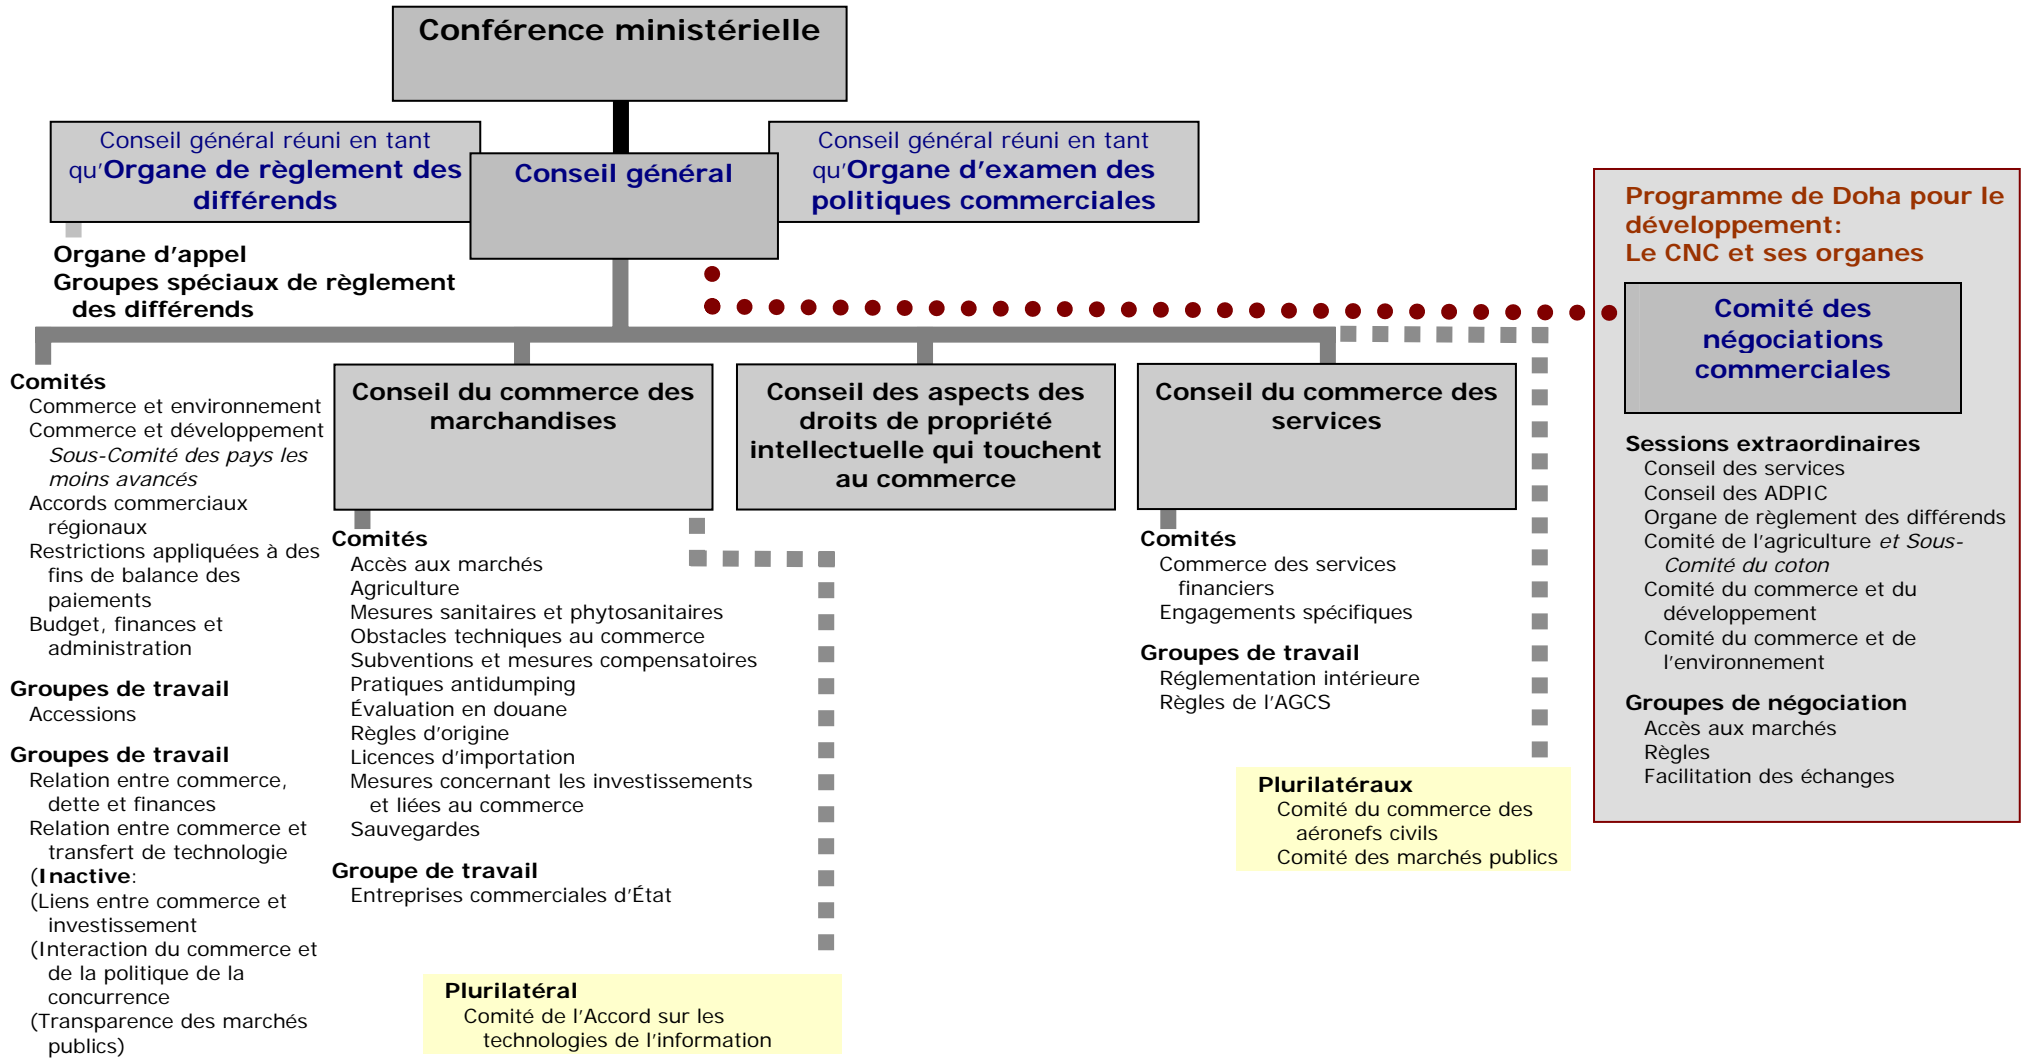 Conférence ministérielle
Conseil général réuni en tant
qu'Organe de règlement des
différends
Conseil général
Conseil général réuni en tant
qu'Organe d'examen des
politiques commerciales
Organe d'appel
Groupes spéciaux de règlement
des différends
Programme de Doha pour le
développement:
Le CNC et ses organes
Comité des
négociations
commerciales
Sessions extraordinaires
Conseil des services
Conseil des ADPIC
Organe de règlement des différends
Comité de l'agriculture et Sous-
Comité du coton
Comité du commerce et du
développement
Comité du commerce et de
l'environnement
Groupes de négociation
Accès aux marchés
Règles
Facilitation des échanges
Comités
Commerce et environnement
Commerce et développement
Sous-Comité des pays les
moins avancés
Accords commerciaux
régionaux
Restrictions appliquées à des
fins de balance des
paiements
Budget, finances et
administration
Groupes de travail
Accessions
Groupes de travail
Relation entre commerce,
dette et finances
Relation entre commerce et
transfert de technologie
(Inactive:
(Liens entre commerce et
investissement
(Interaction du commerce et
de la politique de la
concurrence
(Transparence des marchés
publics)
Conseil du commerce des
marchandises
Comités
Accès aux marchés
Agriculture
Mesures sanitaires et phytosanitaires
Obstacles techniques au commerce
Subventions et mesures compensatoires
Pratiques antidumping
Évaluation en douane
Règles d'origine
Licences d'importation
Mesures concernant les investissements
et liées au commerce
Sauvegardes
Groupe de travail
Entreprises commerciales d'État
Plurilatéral
Comité de l'Accord sur les
technologies de l'information
Conseil des aspects des
droits de propriété
intellectuelle qui touchent
au commerce
Conseil du commerce des
services
Comités
Commerce des services
financiers
Engagements spécifiques
Groupes de travail
Réglementation intérieure
Règles de l'AGCS
Plurilatéraux
Comité du commerce des
aéronefs civils
Comité des marchés publics